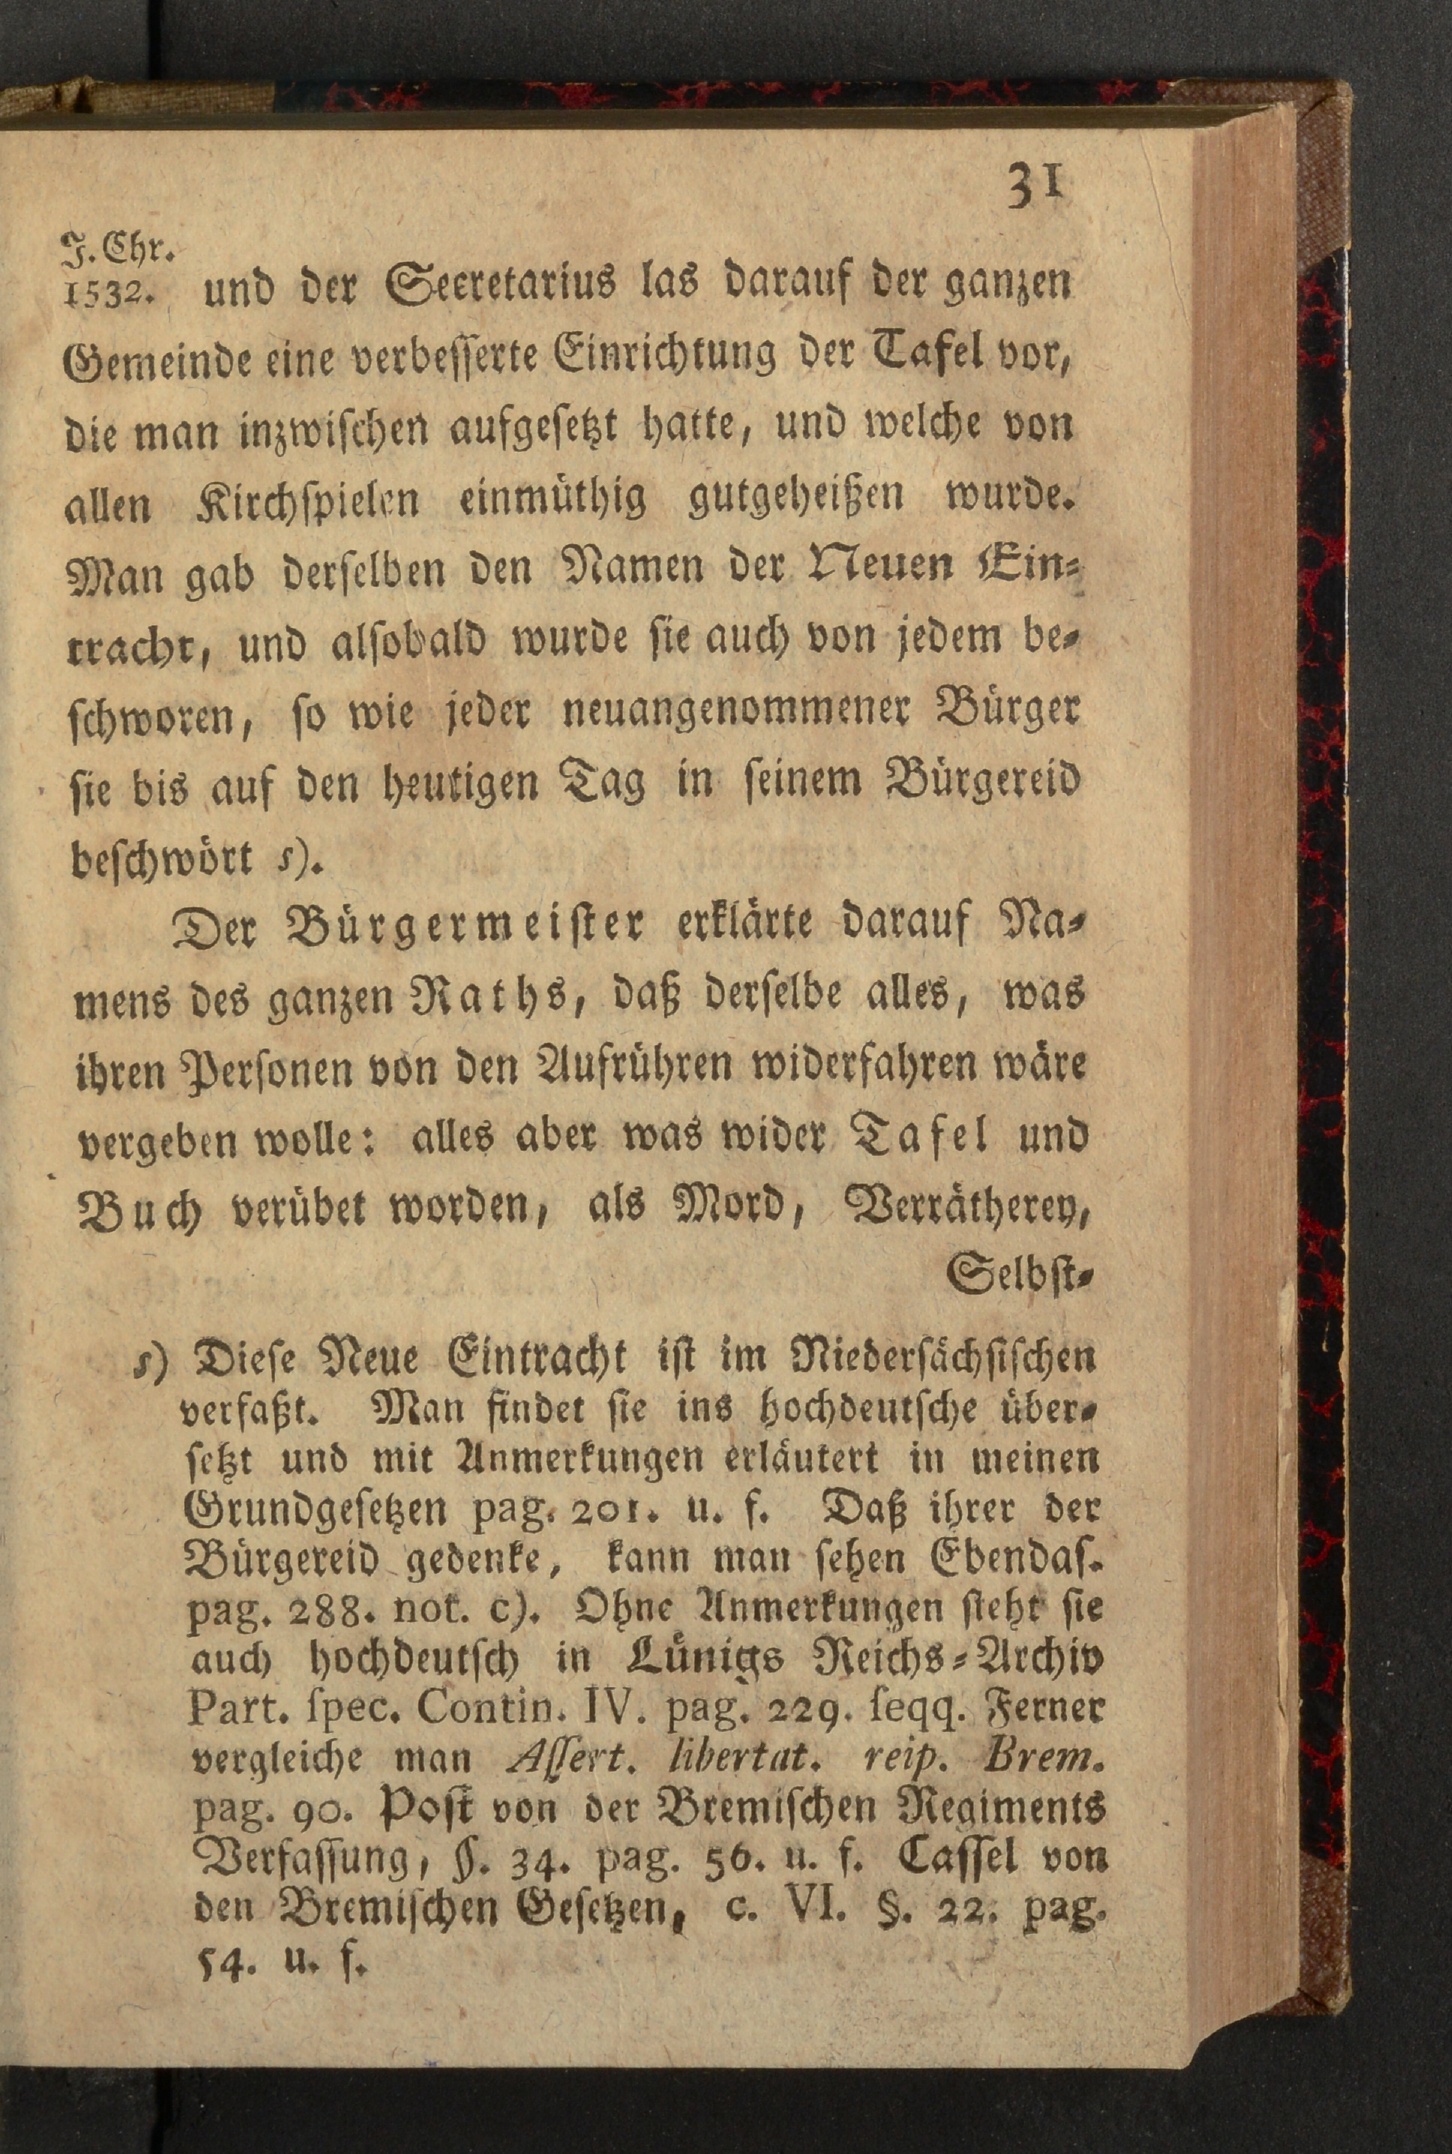 31
J. Chr.
1532. und der Secretarius las darauf der ganzen
Gemeinde eine verbesserte Einrichtung der Tafel vor,
die man inzwiſchen aufgeſetzt hatte, und welche von
allen Kirchſpielen einmüthig gutgeheißen wurde.
Man gab derſelben den Namen der Neuen Ein-
tracht, und alſobald wurde ſie auch von jedem be-
ſchworen, ſo wie jeder neuangenommener Bürger
ſie bis auf den heutigen Tag in ſeinem Bürgereid
beſchwört s).
Der Bürgermeiſter erklärte darauf Na-
mens des ganzen Raths, daß derſelbe alles, was
ihren Perſonen von den Aufrühren widerfahren wäre
vergeben wolle: alles aber was wider Tafel und
Buch verübet worden, als Mord, Verrätherey,
Selbſt-
s) Dieſe Neue Eintracht iſt im Niederſächſiſchen
verfaßt. Man findet ſie ins hochdeutſche über-
ſetzt und mit Anmerkungen erläutert in meinen
Grundgeſetzen pag. 201. u. f. Daß ihrer der
Bürgereid gedenke, kann man ſehen Ebendaſ.
pag. 288. not. c). Ohne Anmerkungen ſteht ſie
auch hochdeutſch in Lünigs Reichs-Archiv
Part. ſpec. Contin. IV. pag. 229. ſeqq. Ferner
vergleiche man Aſſert. libertat. reip. Brem.
pag. 90. Poſt von der Bremiſchen Regiments
Verfaſſung, §. 34. pag. 56. u. f. Caſſel von
den Bremiſchen Geſetzen, c. VI. §. 22. pag.
54. u. f.